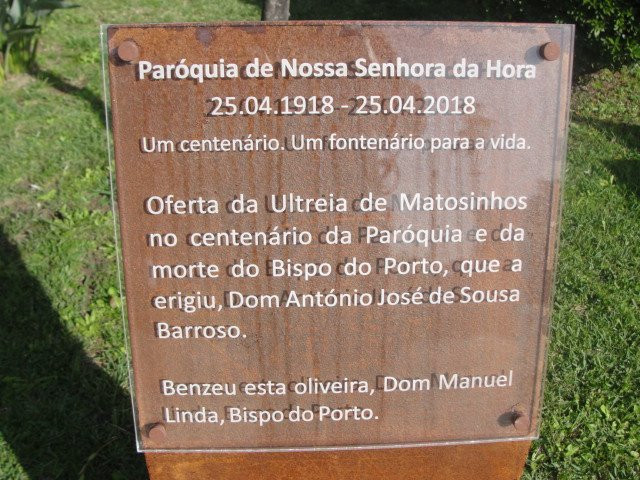 Paróquia de Nossa Senhora da Hora
25.04.1918 - 25.04.2018
Um centenário. Um fontenário para a vida.
Oferta da Ultreia de Matosinhos
no centenário da Paróquia e da
morte do Bispo do Porto, que a
erigiu, Dom António José de Sousa
Barroso.
Benzeu esta oliveira, Dom Manuel
Linda, Bispo do Porto.